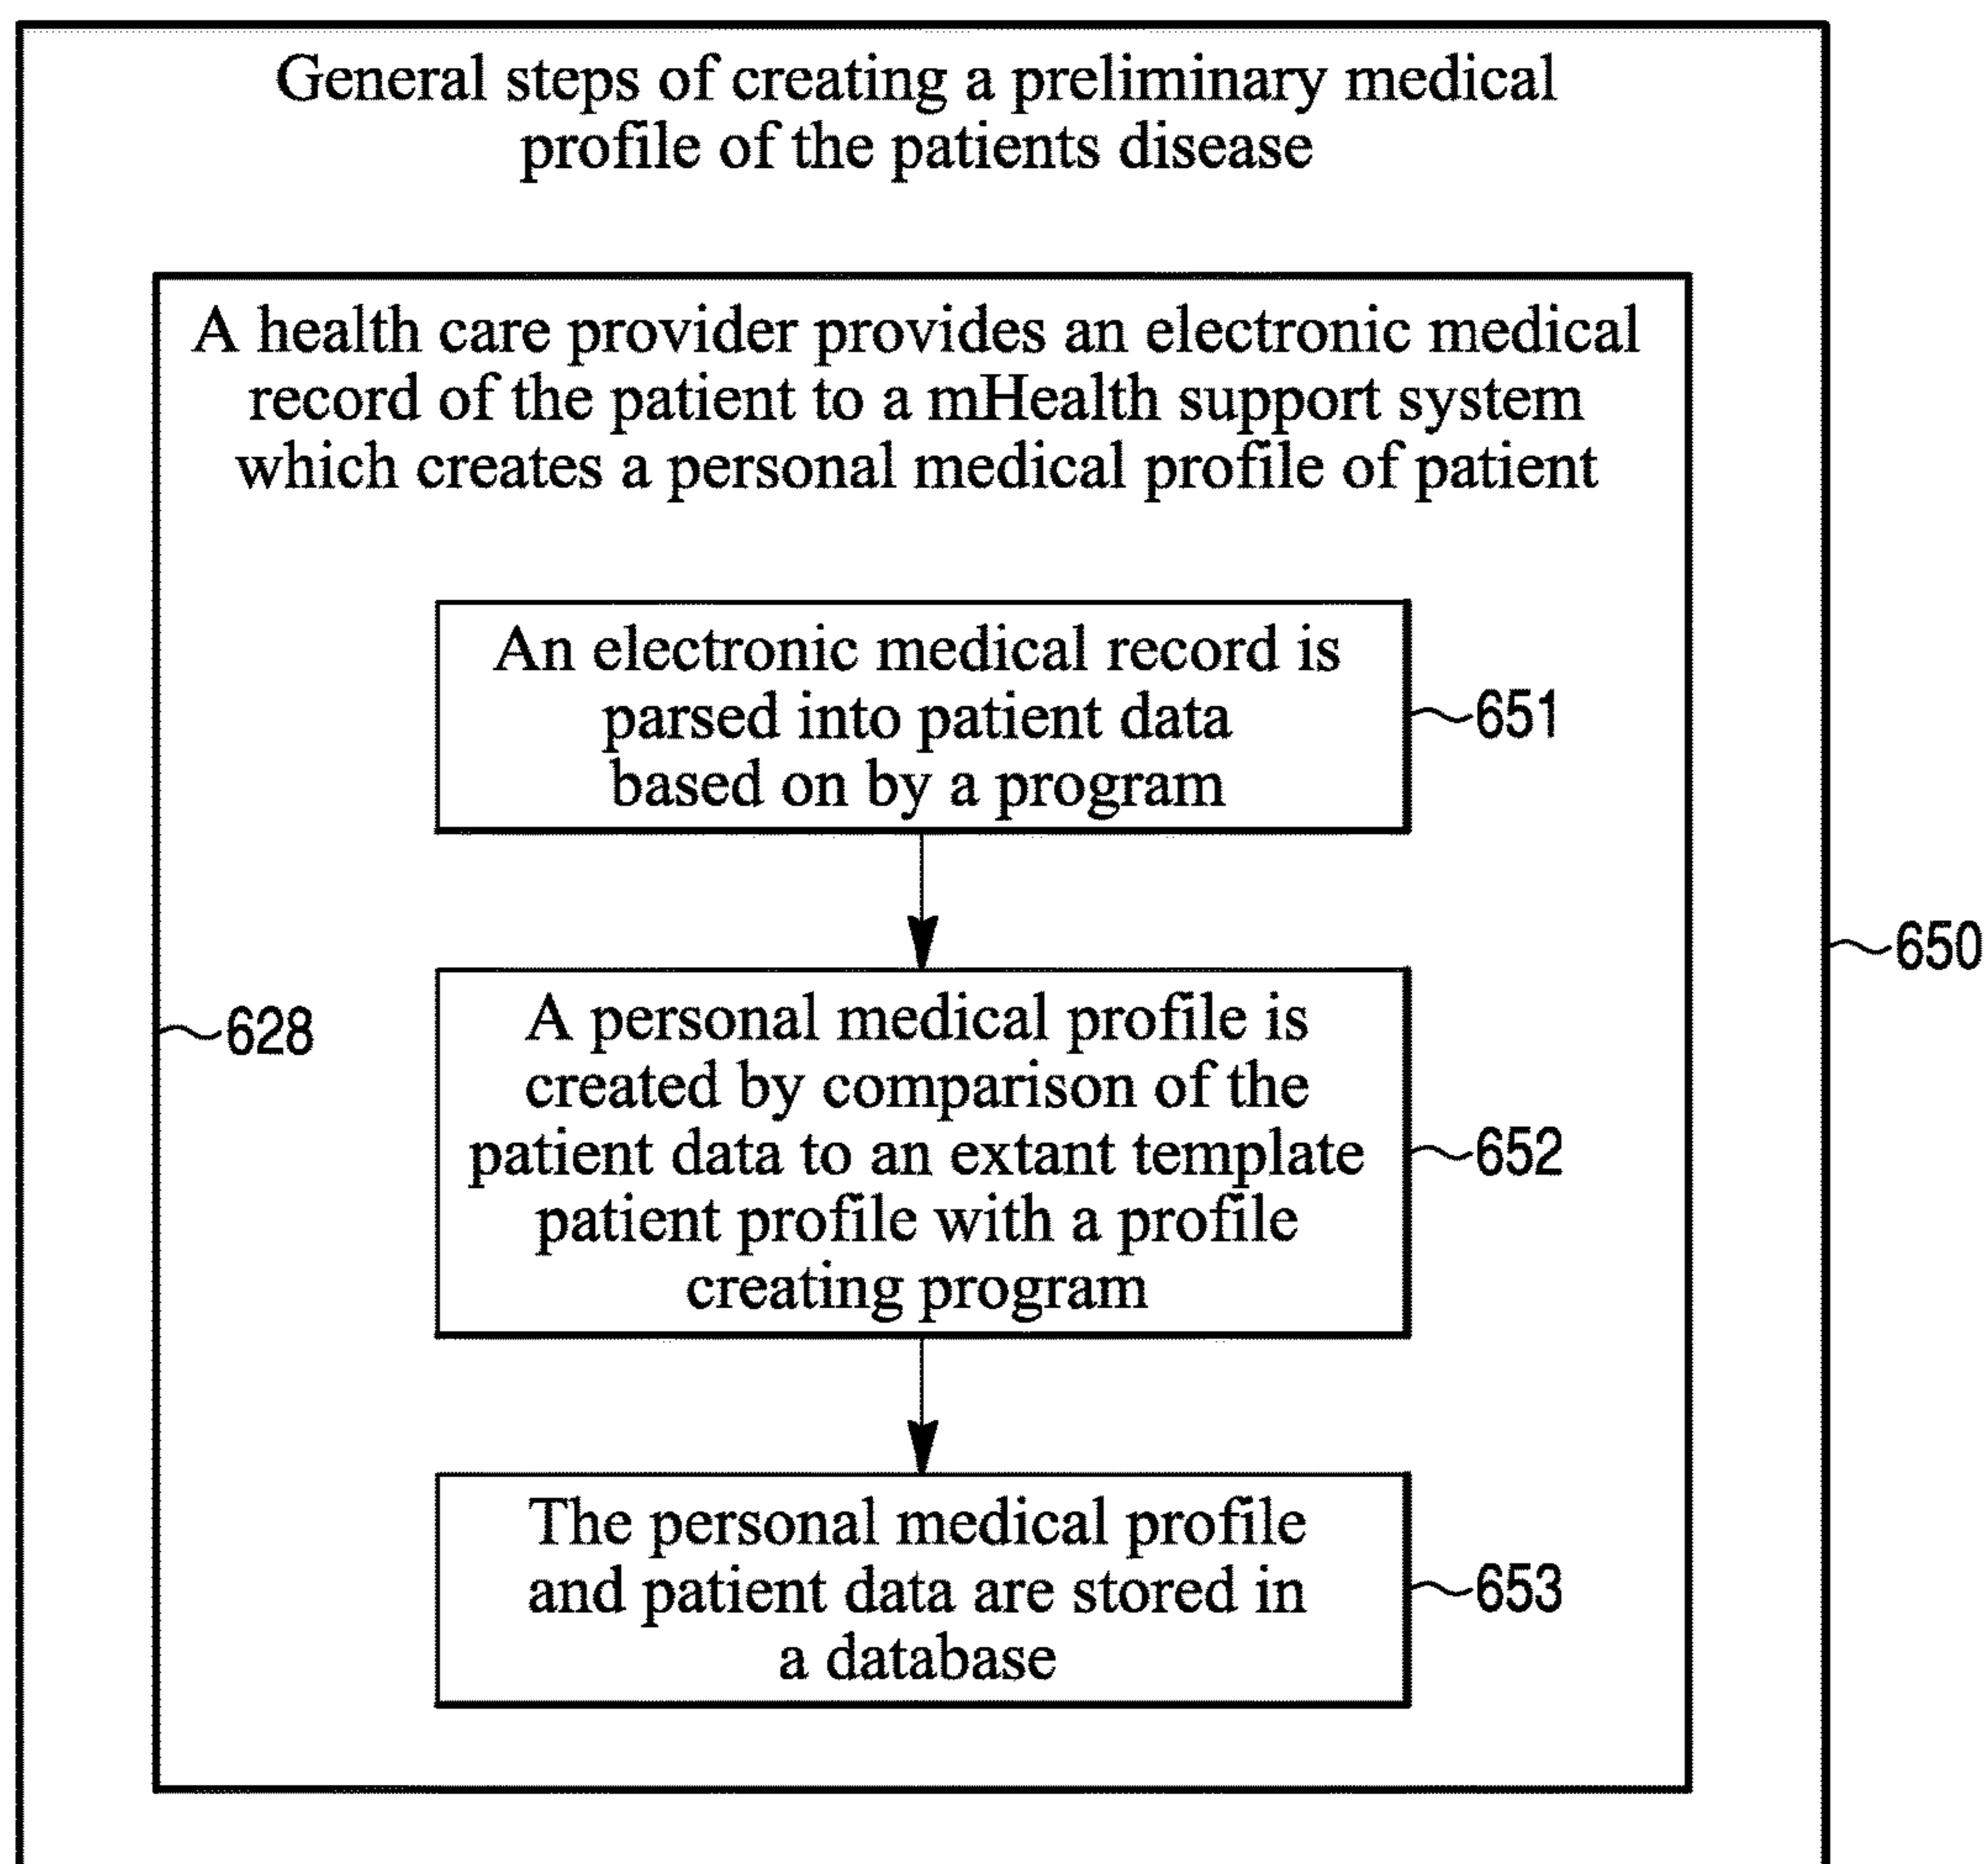 General steps of creating a preliminary medical
profile of the patients disease
A health care provider provides an electronic medical
record of the patient to a mHealth support system
which creates a personal medical profile of patient
An electronic medical record is
parsed into patient data
based on by a program
651
650
628
A personal medical profile is
created by comparison of the
patient data to an extant template
patient profile with a profile
creating program
652
The personal medical profile
and patient data are stored in
a database
653